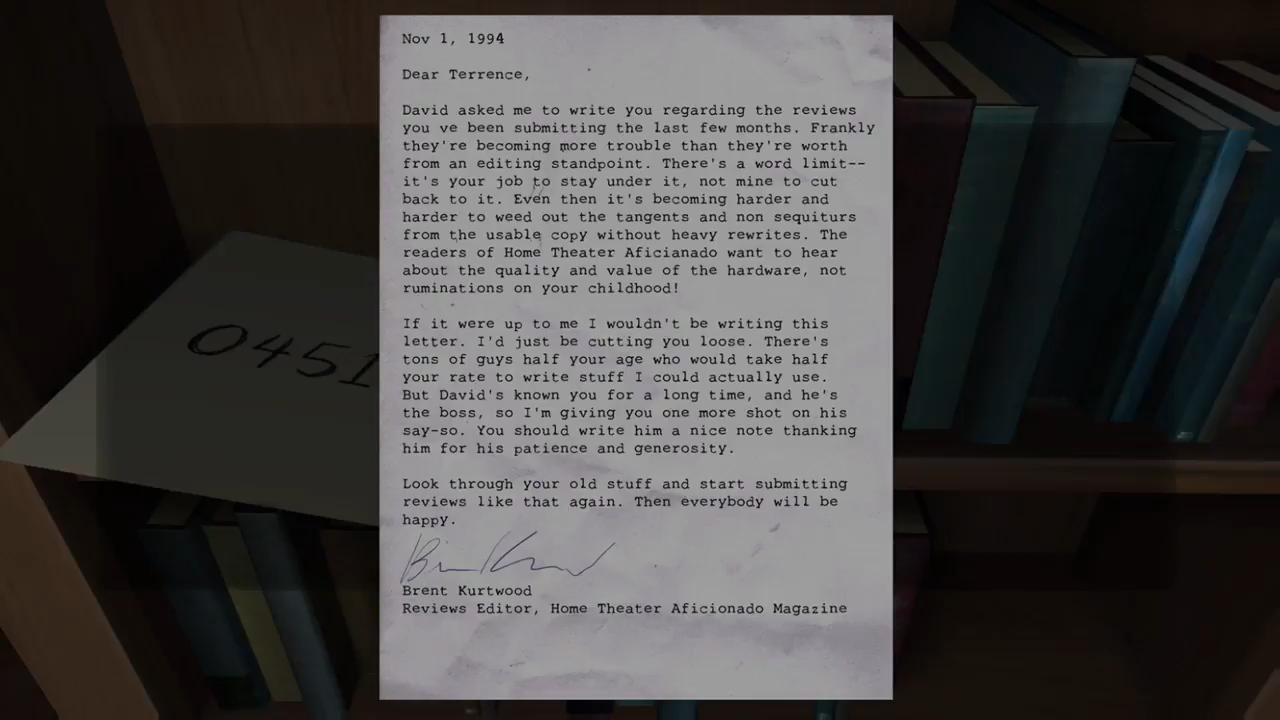 Nov 1, 1994
Dear Terrence,
David asked me to write you regarding the reviews
you ve been submitting the last few months. Frankly
they're becoming more trouble than they're worth
from an editing standpoint. There's a word limit--
it's your job to stay under it, not mine to cut
back to it. Even then it's becoming harder and
harder to weed out the tangents and non sequiturs
from the usable copy without heavy rewrites. The
readers of Home Theater Aficianado want to hear
about the quality and value of the hardware, not
ruminations on your childhood!
If it were up to me I wouldn't be writing this
letter. I'd just be cutting you loose. There's
tons of guys half your age who would take half
your rate to write stuff I could actually use.
But David's known you for a long time, and he's
the boss, so I'm giving you one more shot on his
say-so. You should write him a nice note thanking
him for his patience and generosity.
Look through your old stuff and start submitting
reviews like that again. Then everybody will be
happy.
Brent Kurtwood
Reviews Editor, Home Theater Aficionado Magazine
0451